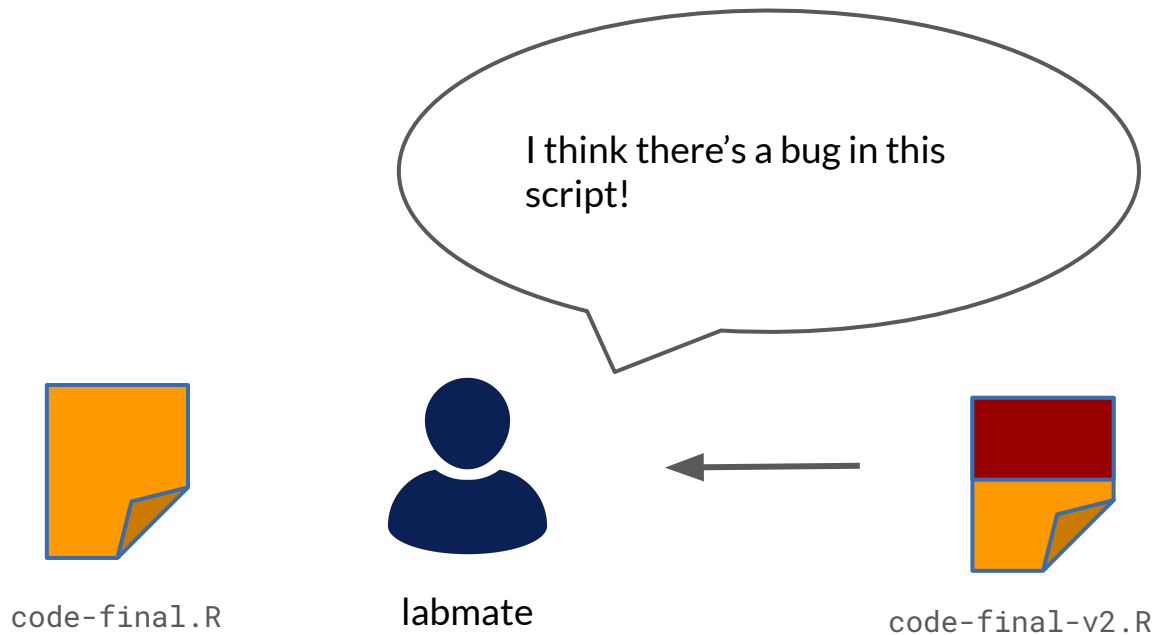 I think there’s a bug in this
script!
code-final.R
labmate
code-final-v2.R